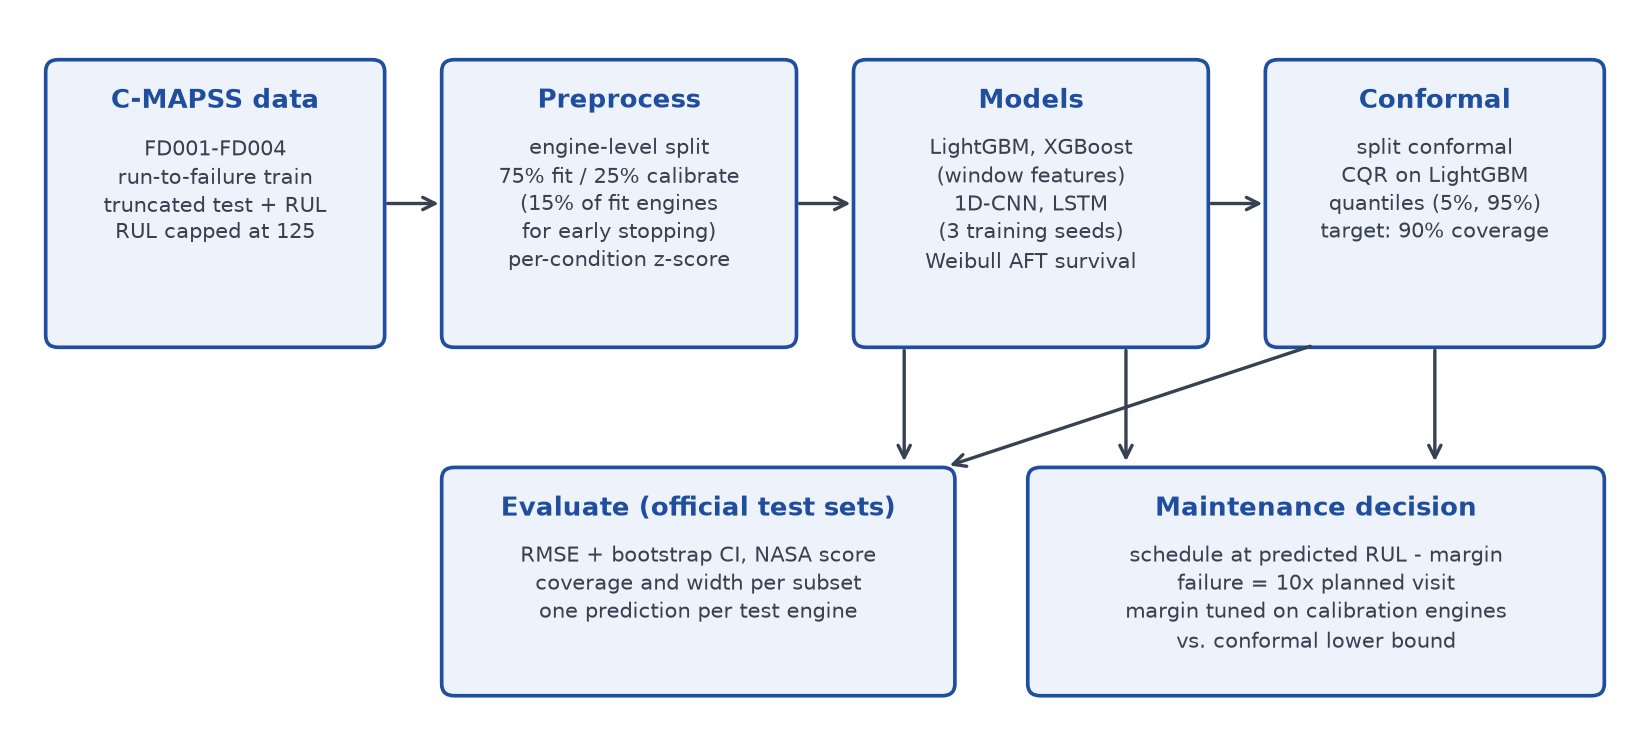 C-MAPSS data
FD001-FD004
run-to-failure train
truncated test + RUL
RUL capped at 125
Preprocess
engine-level split
75% fit / 25% calibrate
(15% of fit engines
for early stopping)
per-condition z-score
Models
LightGBM, XGBoost
(window features)
1D-CNN, LSTM
(3 training seeds)
Weibull AFT survival
Conformal
split conformal
CQR on LightGBM
quantiles (5%, 95%)
target: 90% coverage
Evaluate (official test sets)
RMSE + bootstrap CI, NASA score
coverage and width per subset
one prediction per test engine
Maintenance decision
schedule at predicted RUL - margin
failure = 10x planned visit
margin tuned on calibration engines
vs. conformal lower bound